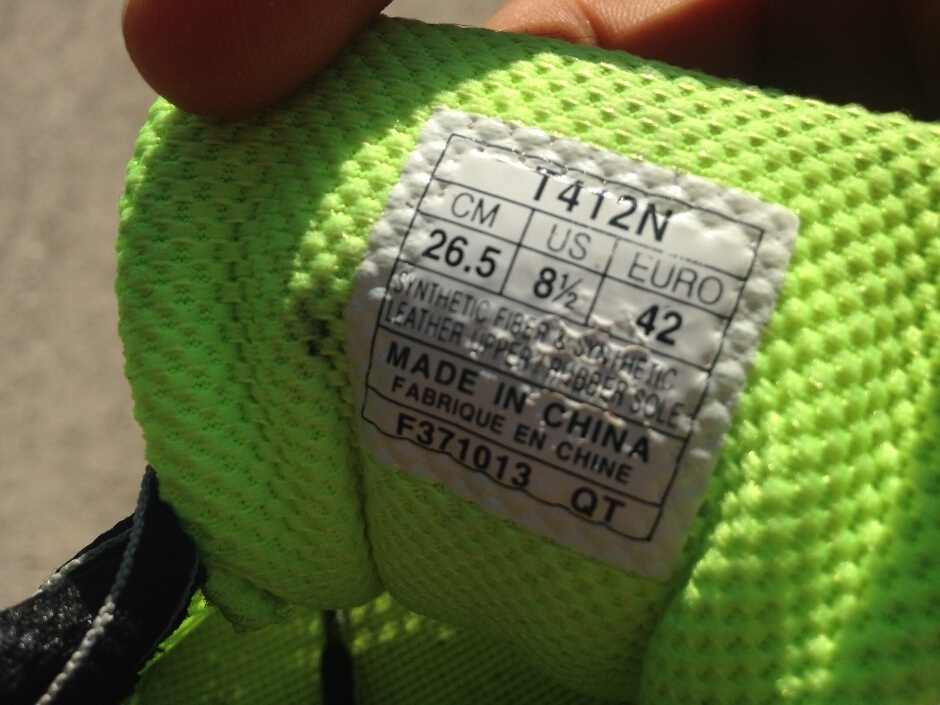 T412N
CM US EURO
26.5 8½ 42
SYNTHETIC FIBER & SYNTHETIC
LEATHER UPPER / RUBBER SOLE
MADE IN CHINA
FABRIQUE EN CHINE
F371013 QT